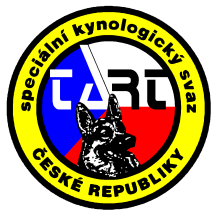 speciální kynologický svaz
TART
ČESKÉ REPUBLIKY